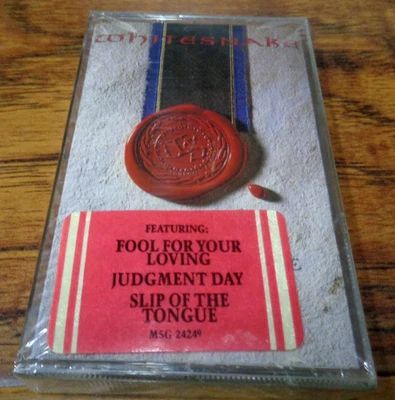 WHITESNAKE
FEATURING:
FOOL FOR YOUR
LOVING
JUDGMENT DAY
SLIP OF THE
TONGUE
MSG 24249